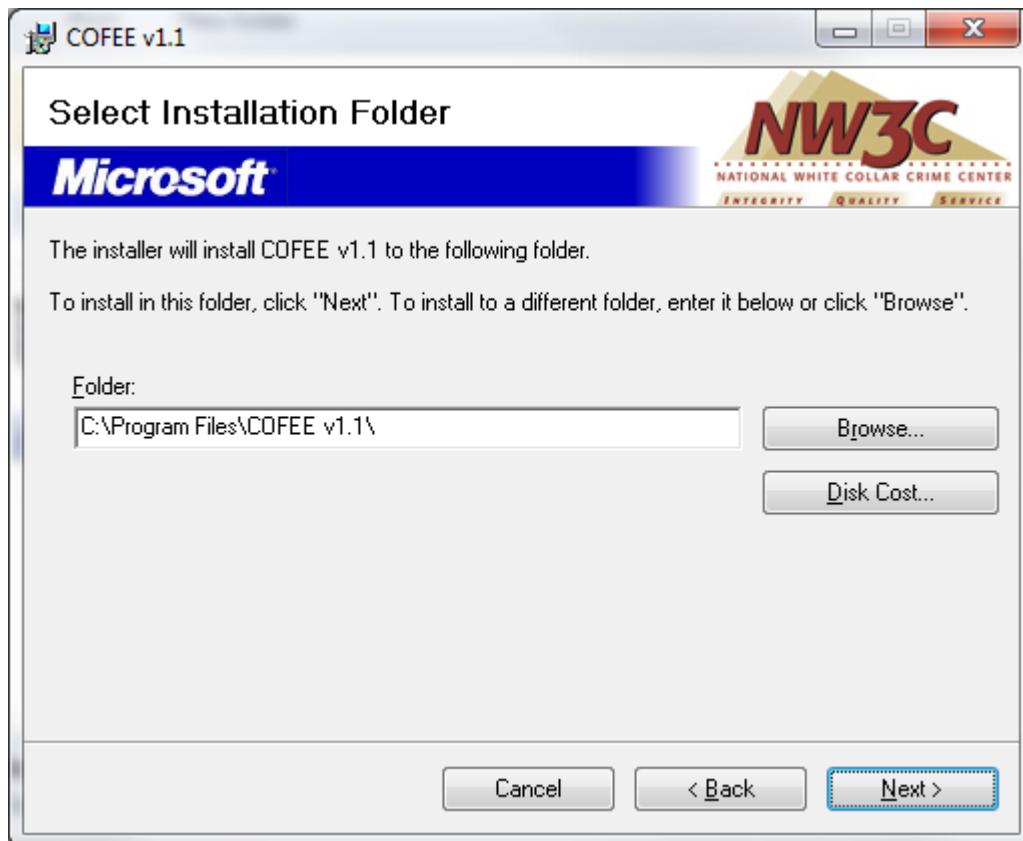 COFEE v1.1
Select Installation Folder
Microsoft
NW3C
NATIONAL WHITE COLLAR CRIME CENTER
INTEGRITY QUALITY SERVICE
The installer will install COFEE v1.1 to the following folder.
To install in this folder, click "Next". To install to a different folder, enter it below or click "Browse".
Folder:
C:\Program Files\COFEE v1.1\
Browse...
Disk Cost...
Cancel
< Back
Next >